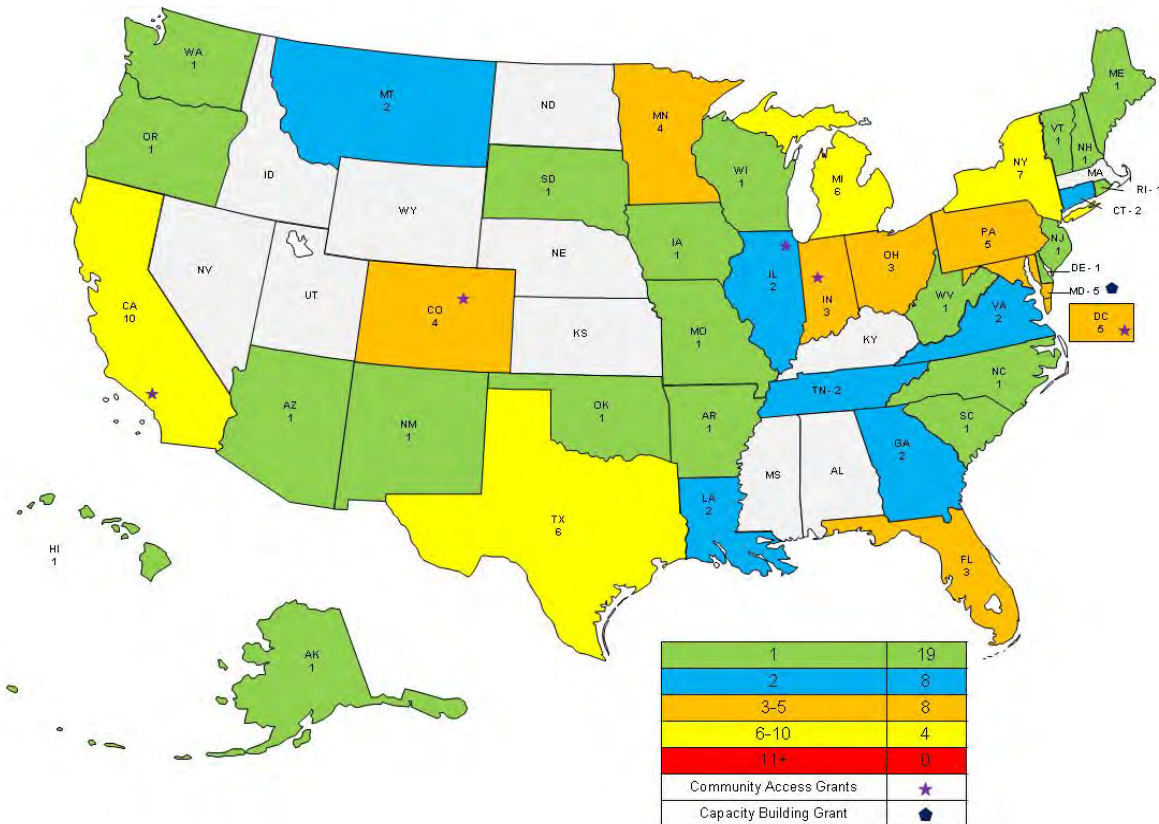 WA
1
OR
1
CA
10
ID
NV
MT
2
WY
UT
AZ
1
CO
4
NM
1
ND
SD
1
NE
KS
OK
1
TX
6
MN
4
IA
1
MO
1
AR
1
LA
2
WI
1
IL
2
MI
6
IN
3
OH
3
KY
TN - 2
MS
AL
GA
2
FL
3
SC
1
NC
1
VA
2
WV
1
PA
5
NY
7
VT
1
NH
1
ME
1
MA
RI - 1
CT - 2
NJ
1
DE - 1
MD - 5
DC
5
HI
1
AK
1
1 19
2 8
3-5 8
6-10 4
11+ 0
Community Access Grants
Capacity Building Grant